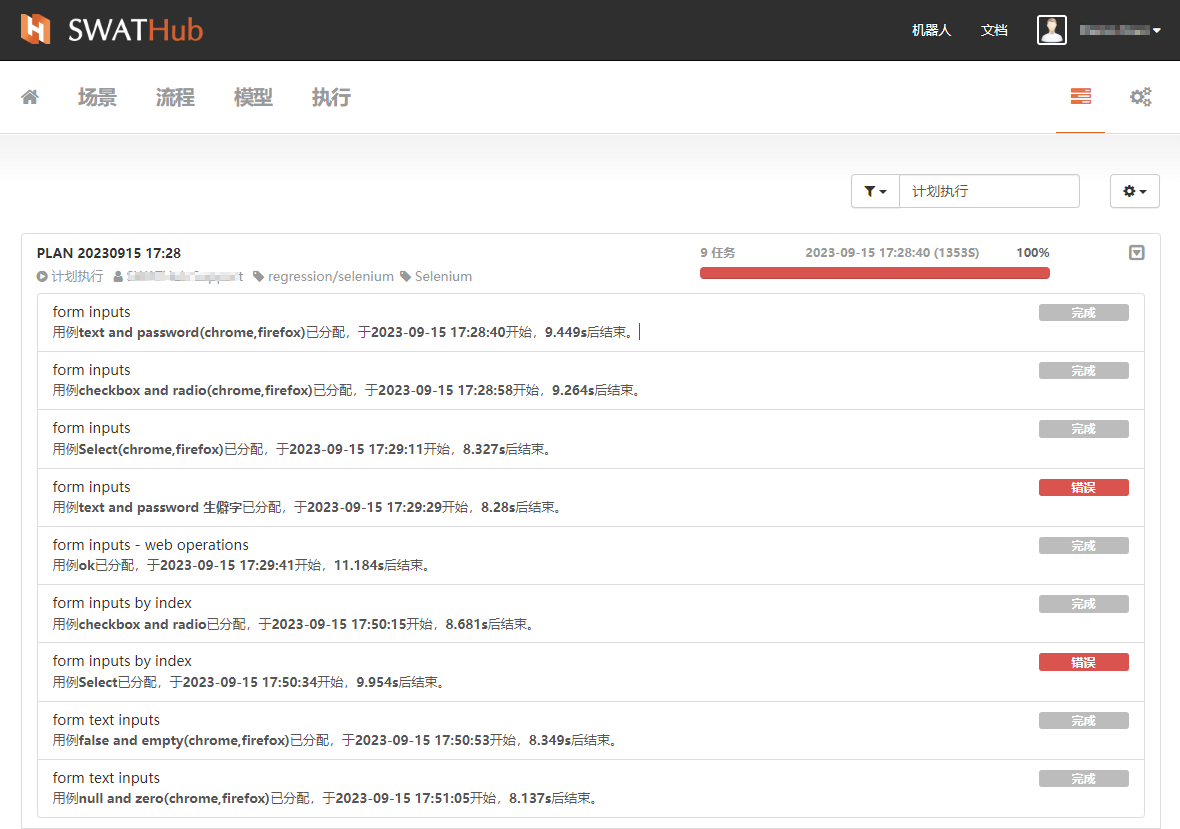 SWATHub
机器人
文档
场景
流程
模型
执行
计划执行
PLAN 20230915 17:28
9 任务
2023-09-15 17:28:40 (1353S)
100%
计划执行
regression/selenium
Selenium
form inputs
完成
用例text and password(chrome,firefox)已分配，于2023-09-15 17:28:40开始，9.449s后结束。
form inputs
完成
用例checkbox and radio(chrome,firefox)已分配，于2023-09-15 17:28:58开始，9.264s后结束。
form inputs
完成
用例Select(chrome,firefox)已分配，于2023-09-15 17:29:11开始，8.327s后结束。
form inputs
错误
用例text and password 生僻字已分配，于2023-09-15 17:29:29开始，8.28s后结束。
form inputs - web operations
完成
用例ok已分配，于2023-09-15 17:29:41开始，11.184s后结束。
form inputs by index
完成
用例checkbox and radio已分配，于2023-09-15 17:50:15开始，8.681s后结束。
form inputs by index
错误
用例Select已分配，于2023-09-15 17:50:34开始，9.954s后结束。
form text inputs
完成
用例false and empty(chrome,firefox)已分配，于2023-09-15 17:50:53开始，8.349s后结束。
form text inputs
完成
用例null and zero(chrome,firefox)已分配，于2023-09-15 17:51:05开始，8.137s后结束。